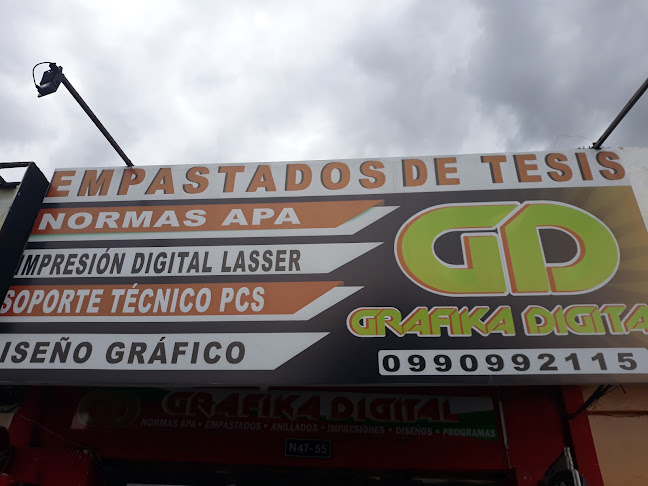 EMPASTADOS DE TESIS
NORMAS APA
IMPRESIÓN DIGITAL LASSER
SOPORTE TÉCNICO PCS
ISEÑO GRÁFICO
GD
GRAFIKA DIGITA
0990992115
GRAFIKA DIGITAL
NORMAS APA • EMPASTADOS • ANILLADOS • IMPRESIONES • DISEÑOS • PROGRAMAS
N47-55